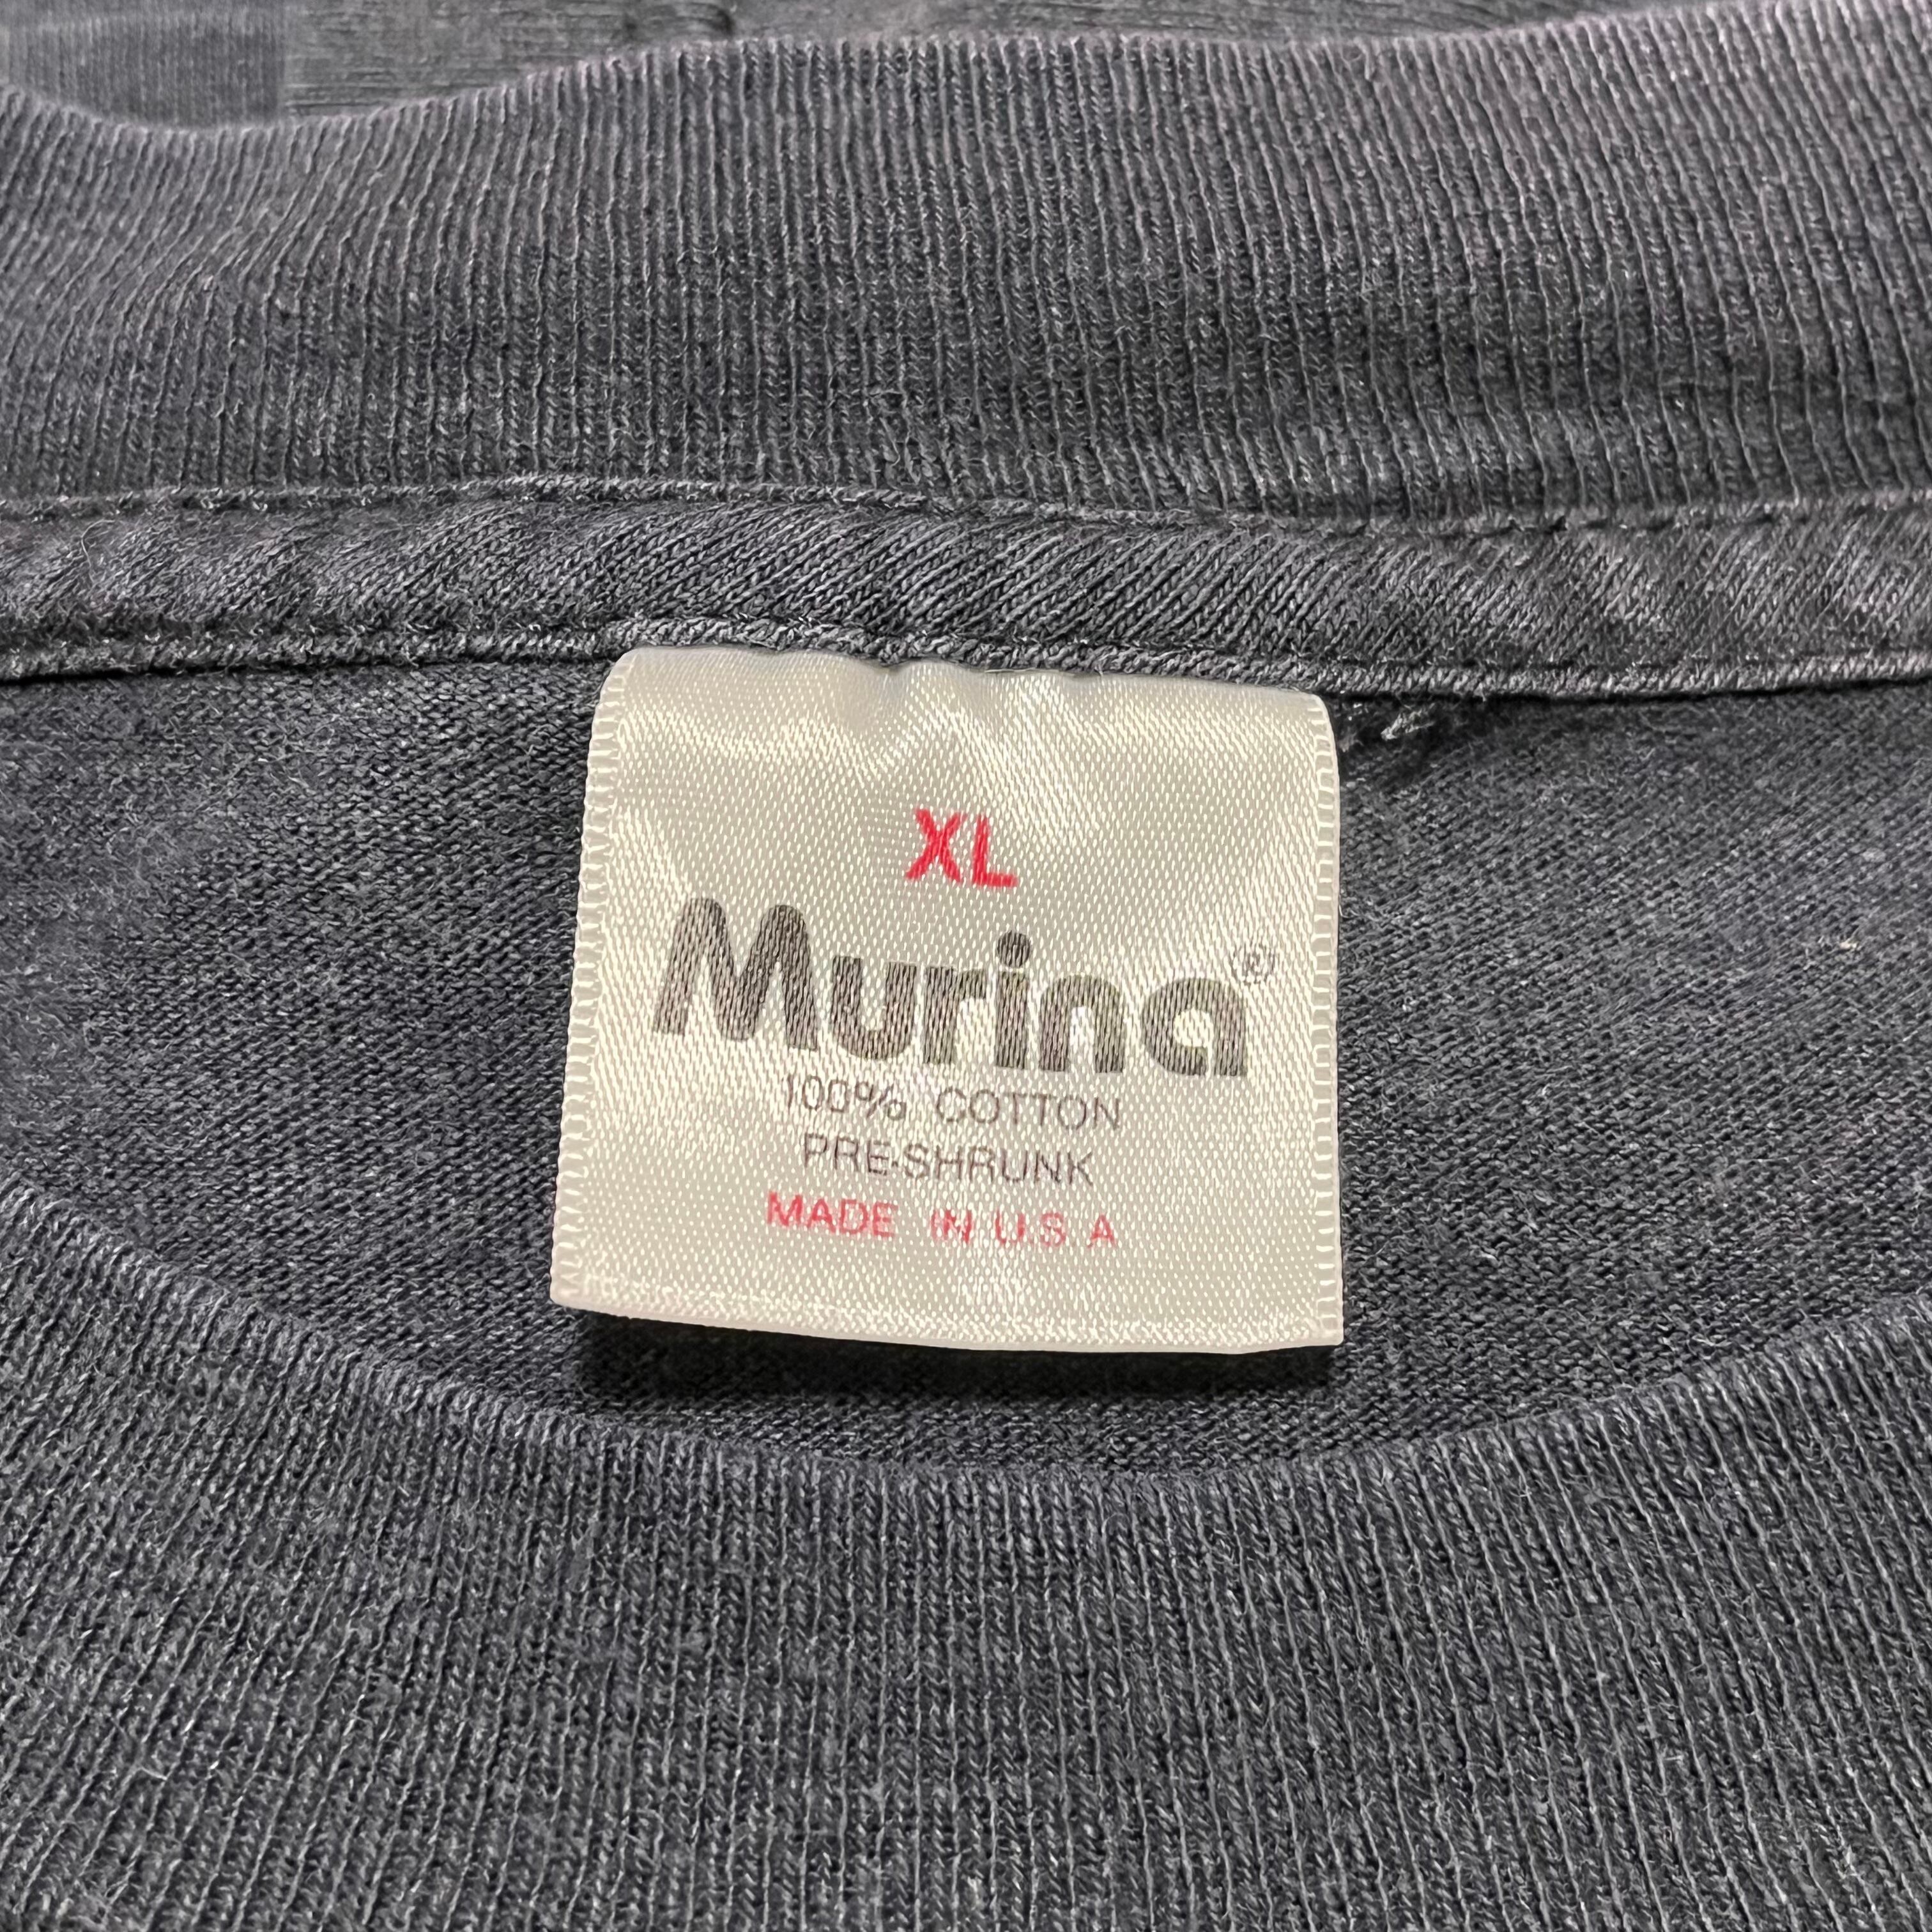 XL
Murina®
100% COTTON
PRE-SHRUNK
MADE IN U.S A